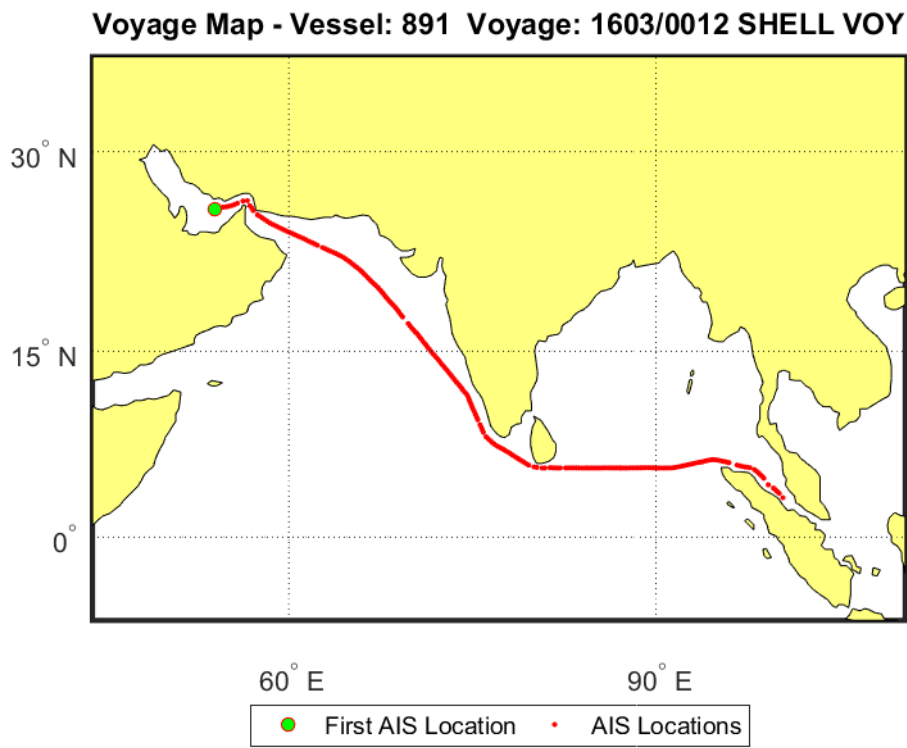 Voyage Map - Vessel: 891 Voyage: 1603/0012 SHELL VOY
30° N
15° N
0°
60° E
90° E
First AIS Location
AIS Locations